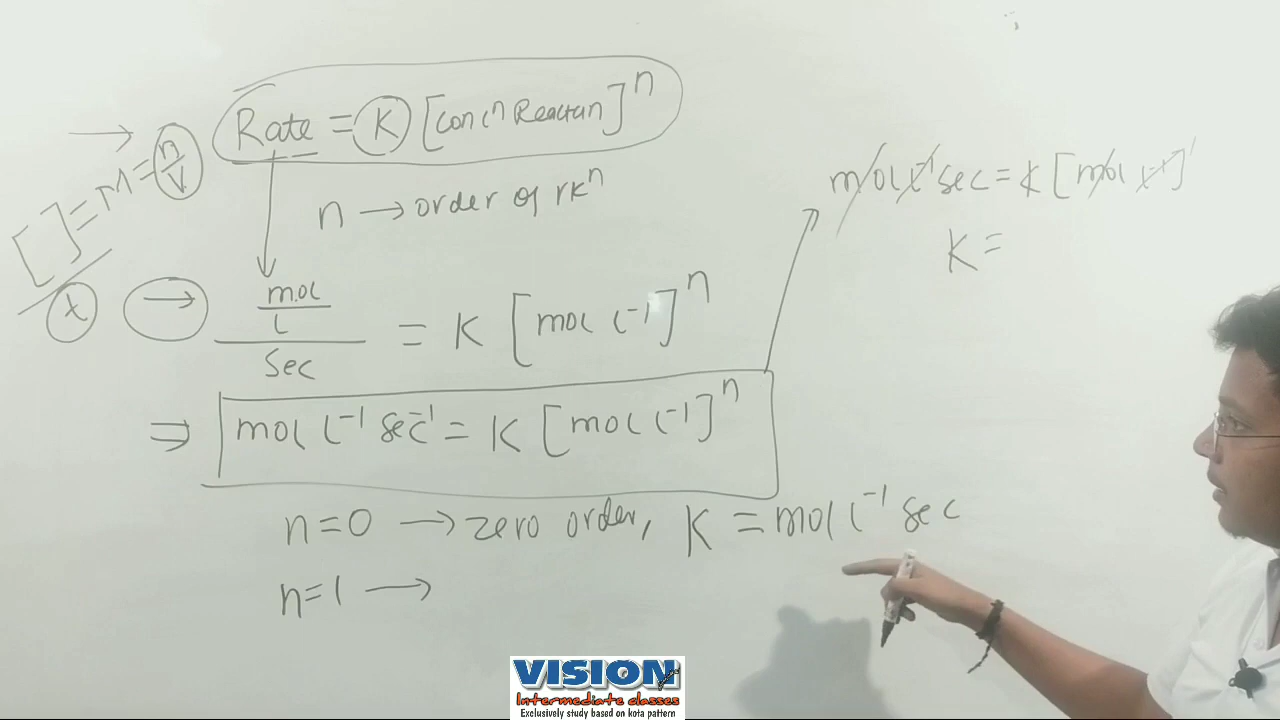 Rate = K [concⁿ Reactan]ⁿ
[ ] = M = n/V
t
n → order of rxⁿ
mol/L / Sec = K [mol L⁻¹]ⁿ
⇒ mol L⁻¹ sec⁻¹ = K [mol L⁻¹]ⁿ
n=0 → zero order, K = mol L⁻¹ sec
n=1 →
mol L⁻¹ sec = K [mol L⁻¹]¹
K =
VISION
Intermediate classes
Exclusively study based on kota pattern